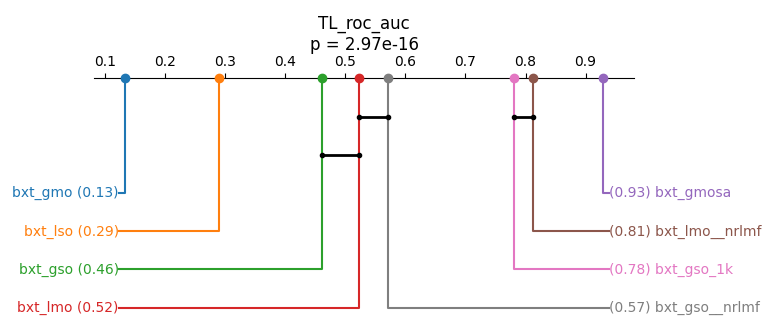 TL_roc_auc
p = 2.97e-16
0.1 0.2 0.3 0.4 0.5 0.6 0.7 0.8 0.9
bxt_gmo (0.13) (0.93) bxt_gmosa
bxt_lso (0.29) (0.81) bxt_lmo__nrlmf
bxt_gso (0.46) (0.78) bxt_gso_1k
bxt_lmo (0.52) (0.57) bxt_gso__nrlmf